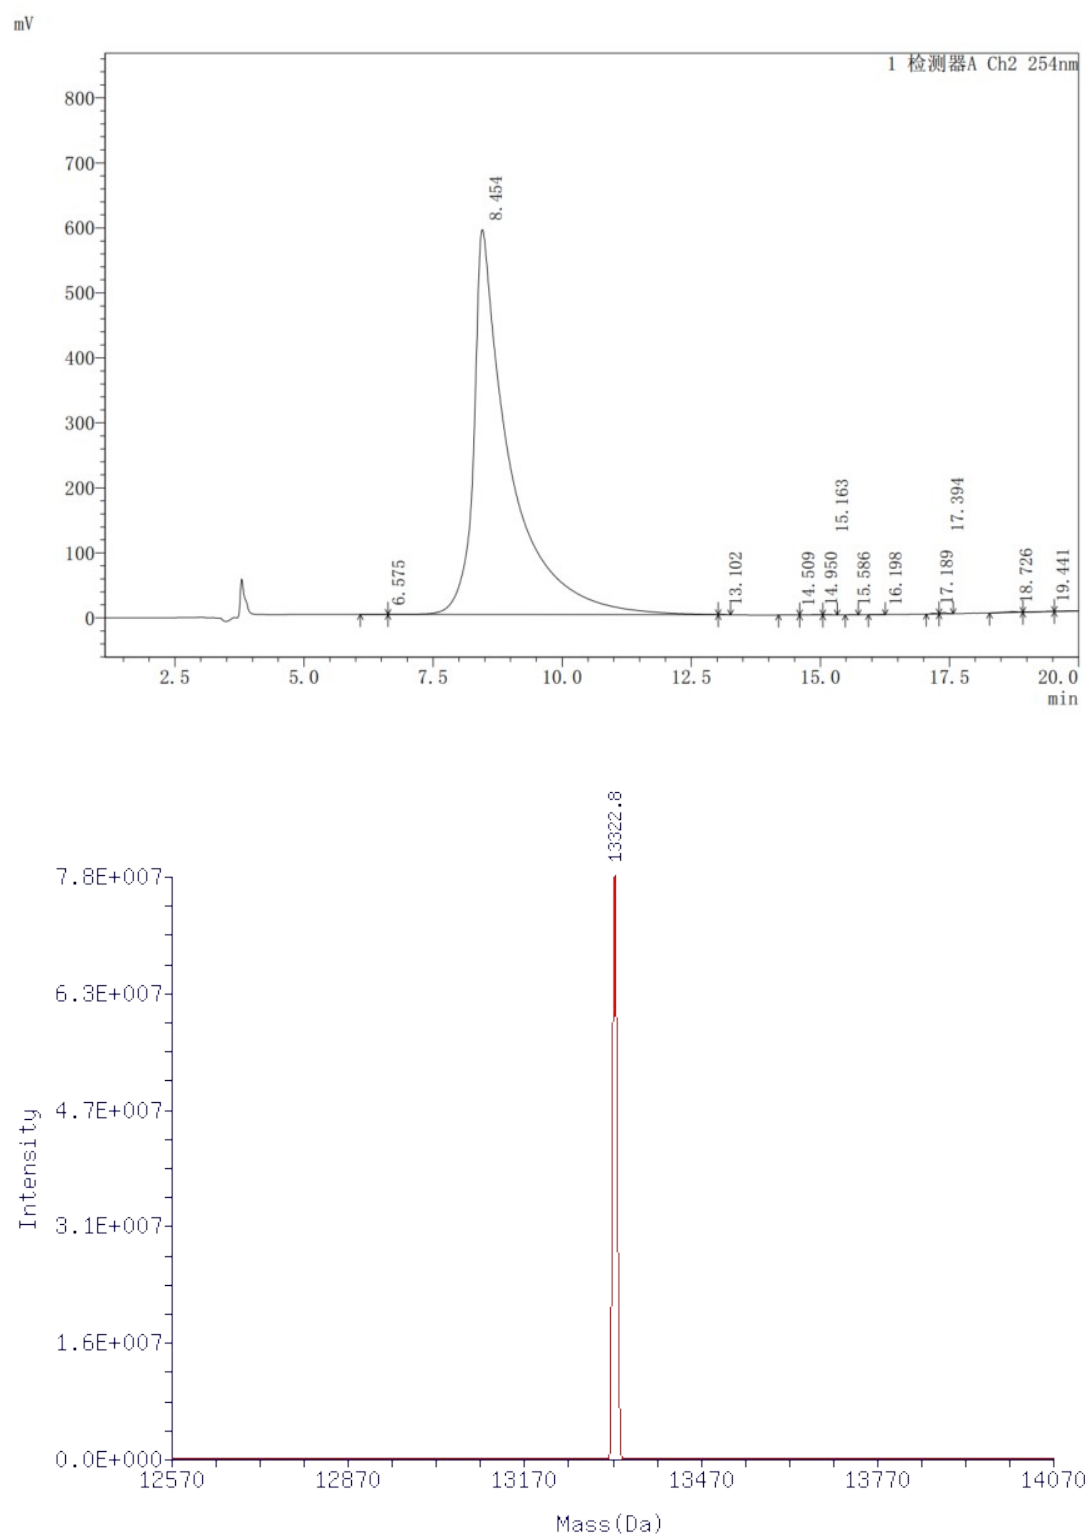 mV
1 检测器A Ch2 254nm
800
700
600
500
400
300
200
100
0
8.454
6.575
13.102
14.509
14.950
15.163
15.586
16.198
17.189
17.394
18.726
19.441
2.5 5.0 7.5 10.0 12.5 15.0 17.5 20.0
min
13322.8
7.8E+007
6.3E+007
4.7E+007
3.1E+007
1.6E+007
0.0E+000
Intensity
12570 12870 13170 13470 13770 14070
Mass(Da)